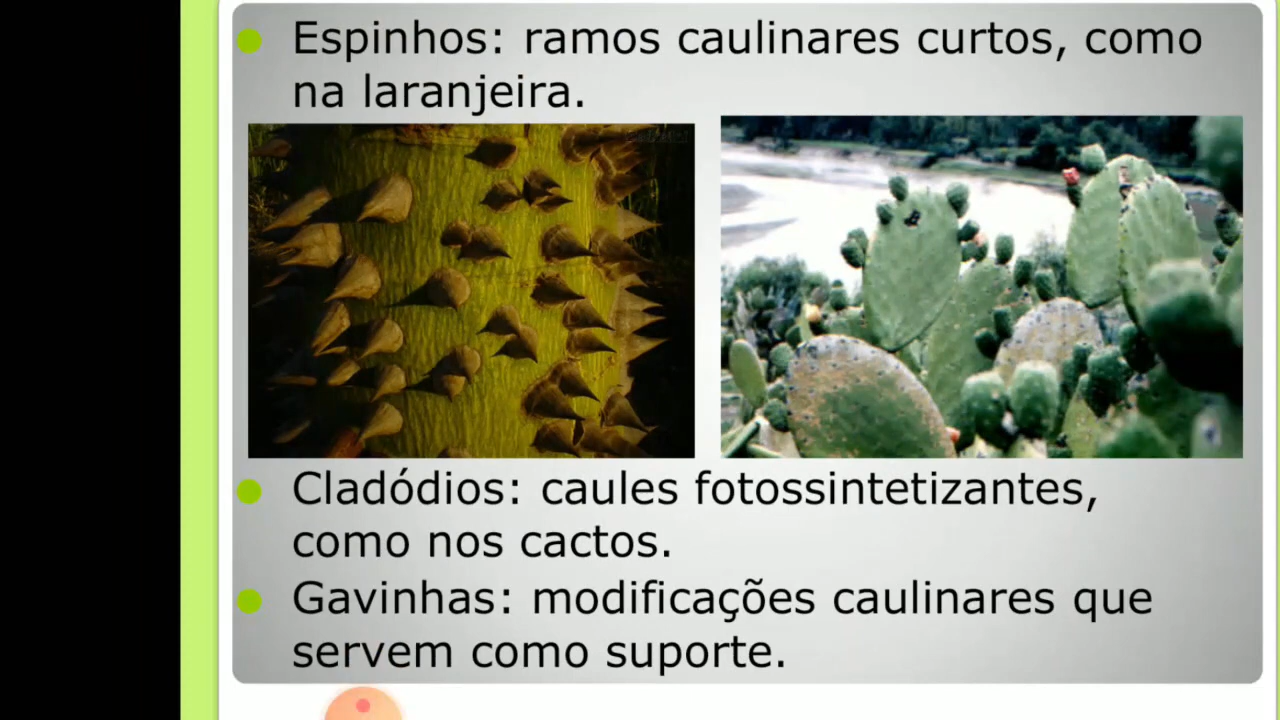 Espinhos: ramos caulinares curtos, como
na laranjeira.
Cladódios: caules fotossintetizantes,
como nos cactos.
Gavinhas: modificações caulinares que
servem como suporte.